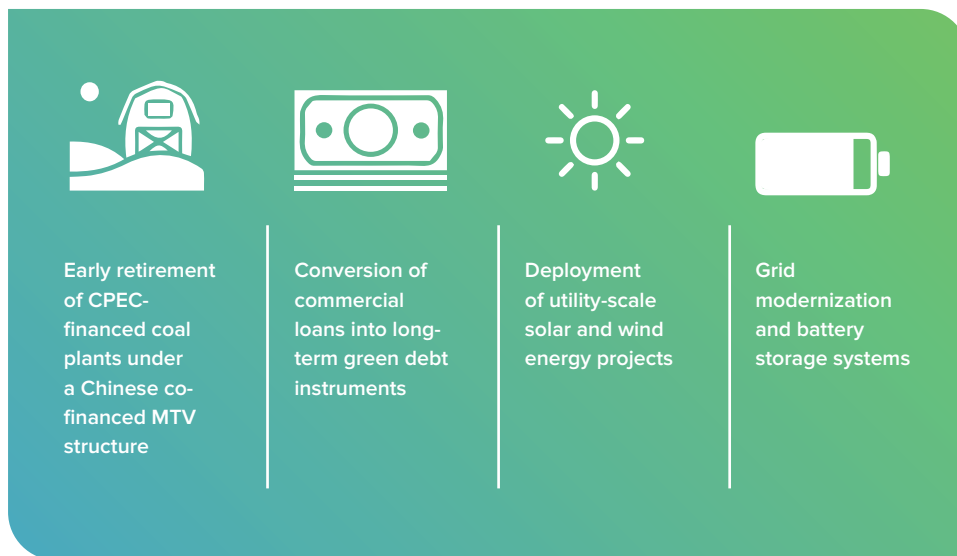 Early retirement
of CPEC-
financed coal
plants under
a Chinese co-
financed MTV
structure
Conversion of
commercial
loans into long-
term green debt
instruments
Deployment
of utility-scale
solar and wind
energy projects
Grid
modernization
and battery
storage systems